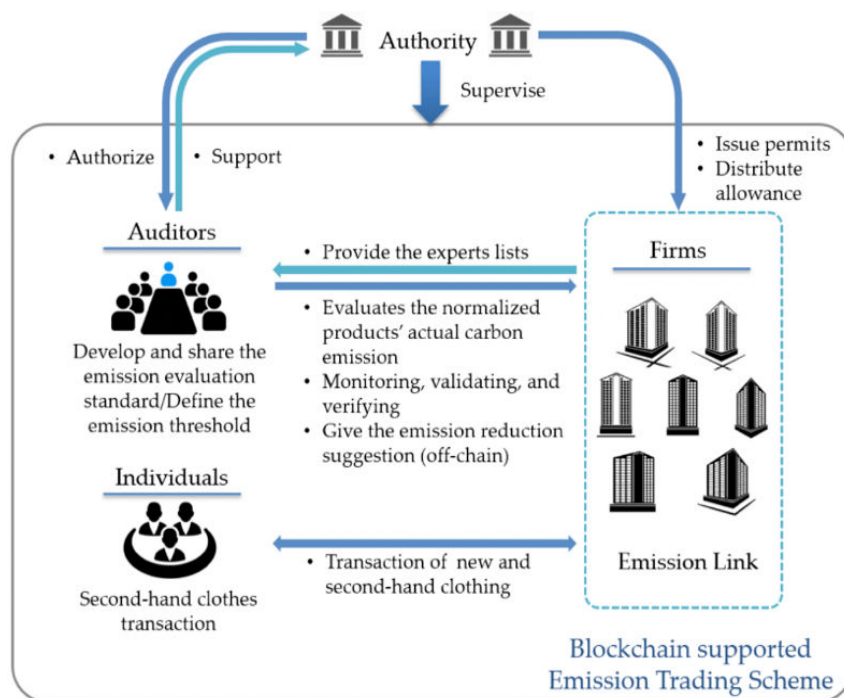 Authority
Supervise
• Authorize
• Support
• Issue permits
• Distribute
allowance
Auditors
Develop and share the
emission evaluation
standard/Define the
emission threshold
• Provide the experts lists
• Evaluates the normalized
products' actual carbon
emission
• Monitoring, validating, and
verifying
• Give the emission reduction
suggestion (off-chain)
Firms
Emission Link
Individuals
Second-hand clothes
transaction
• Transaction of new and
second-hand clothing
Blockchain supported
Emission Trading Scheme